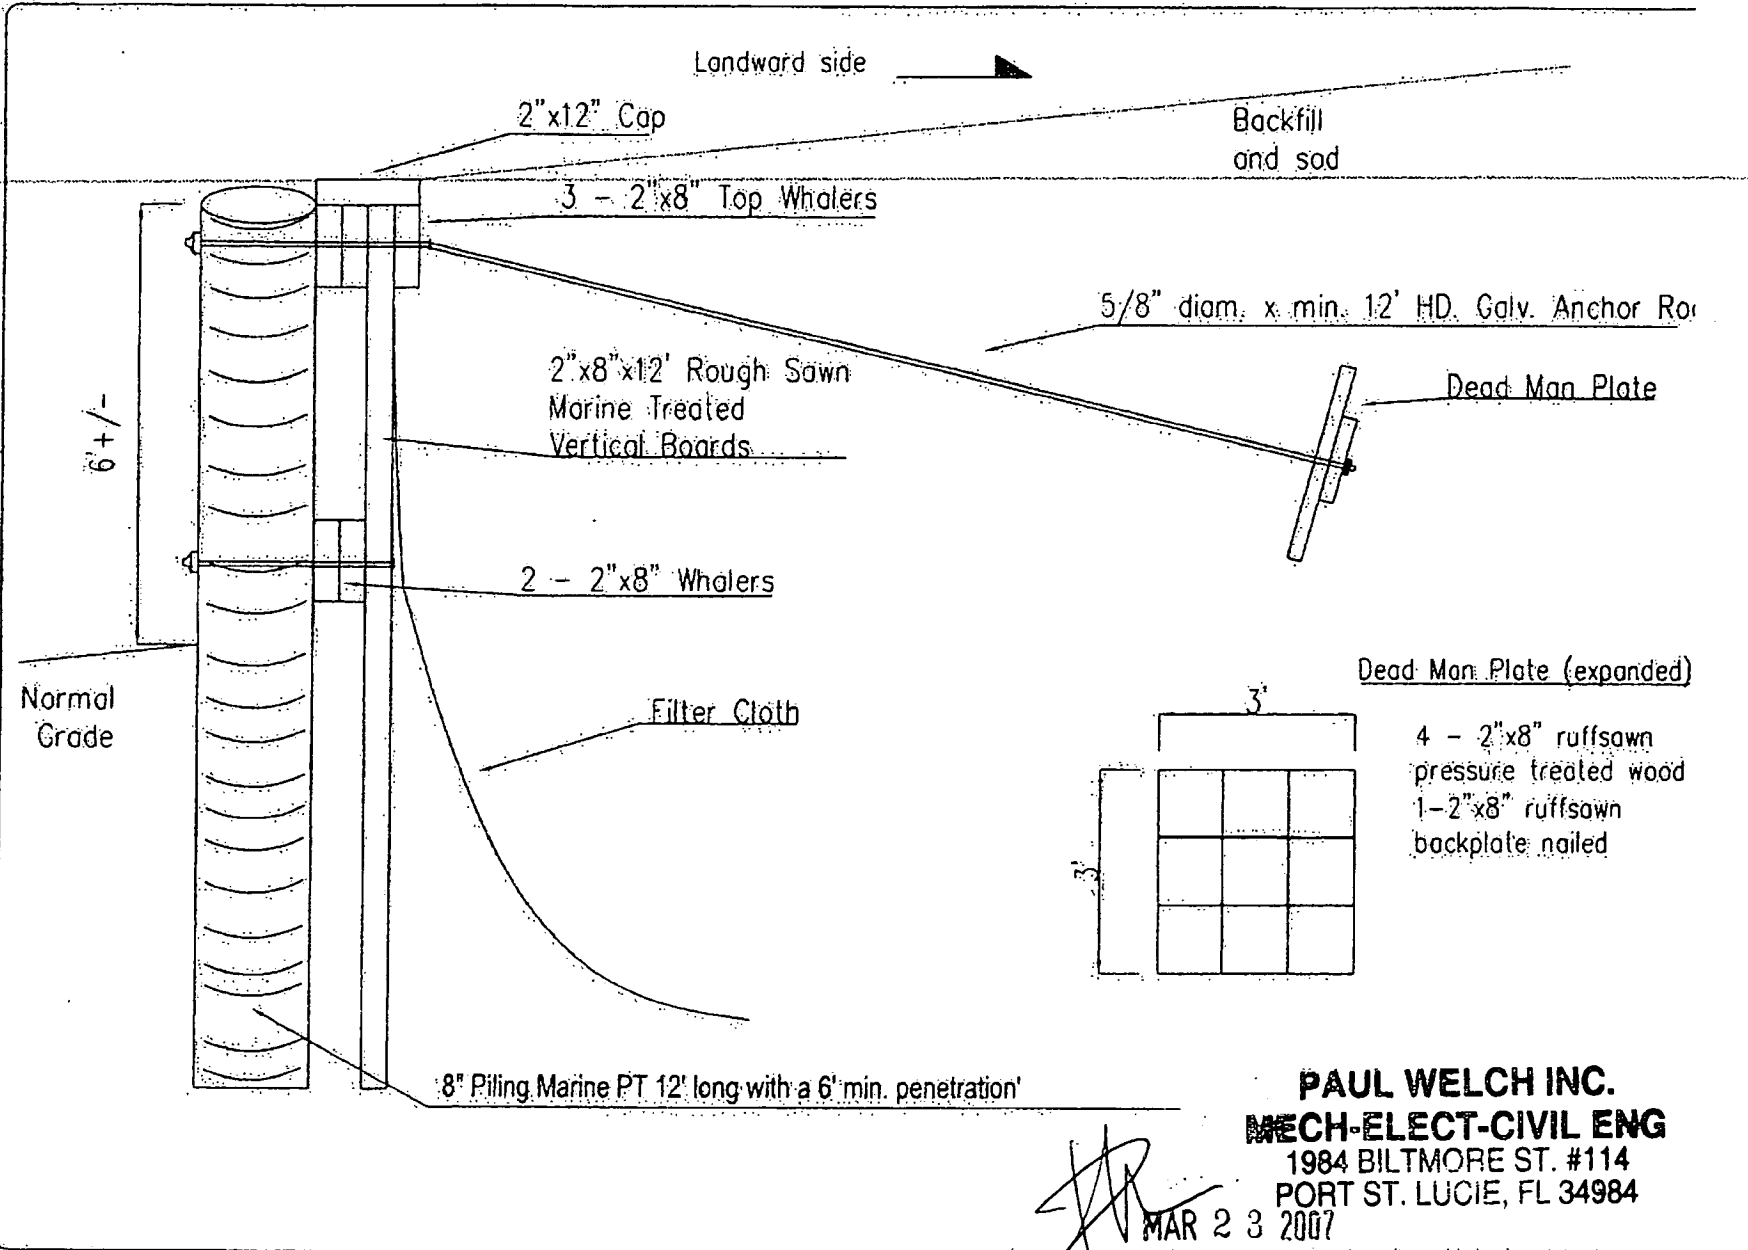 Landward side
2"x12" Cap
Backfill
and sod
3 - 2"x8" Top Whalers
5/8" diam. x min. 12' HD. Galv. Anchor
2"x8"x12' Rough Sawn
Marine Treated
Vertical Boards
Dead Man Plate
6'+/-
2 - 2"x8" Whalers
Normal
Grade
Filter Cloth
Dead Man Plate (expanded)
3'
4 - 2"x8" ruffsawn
pressure treated wood
1-2"x8" ruffsawn
backplate nailed
3'
8" Piling Marine PT 12' long with a 6' min. penetration'
PAUL WELCH INC.
MECH-ELECT-CIVIL ENG
1984 BILTMORE ST. #114
PORT ST. LUCIE, FL 34984
MAR 23 2007